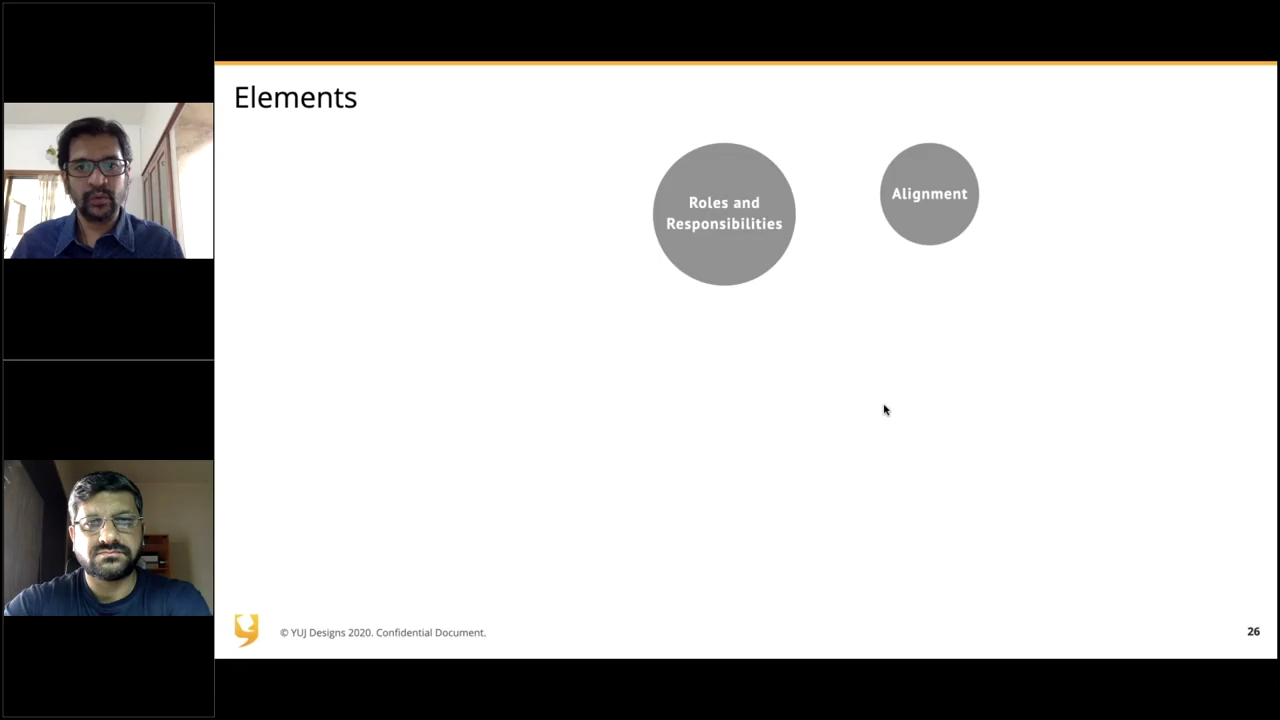 Elements
Roles and
Responsibilities
Alignment
© YUJ Designs 2020. Confidential Document.
26